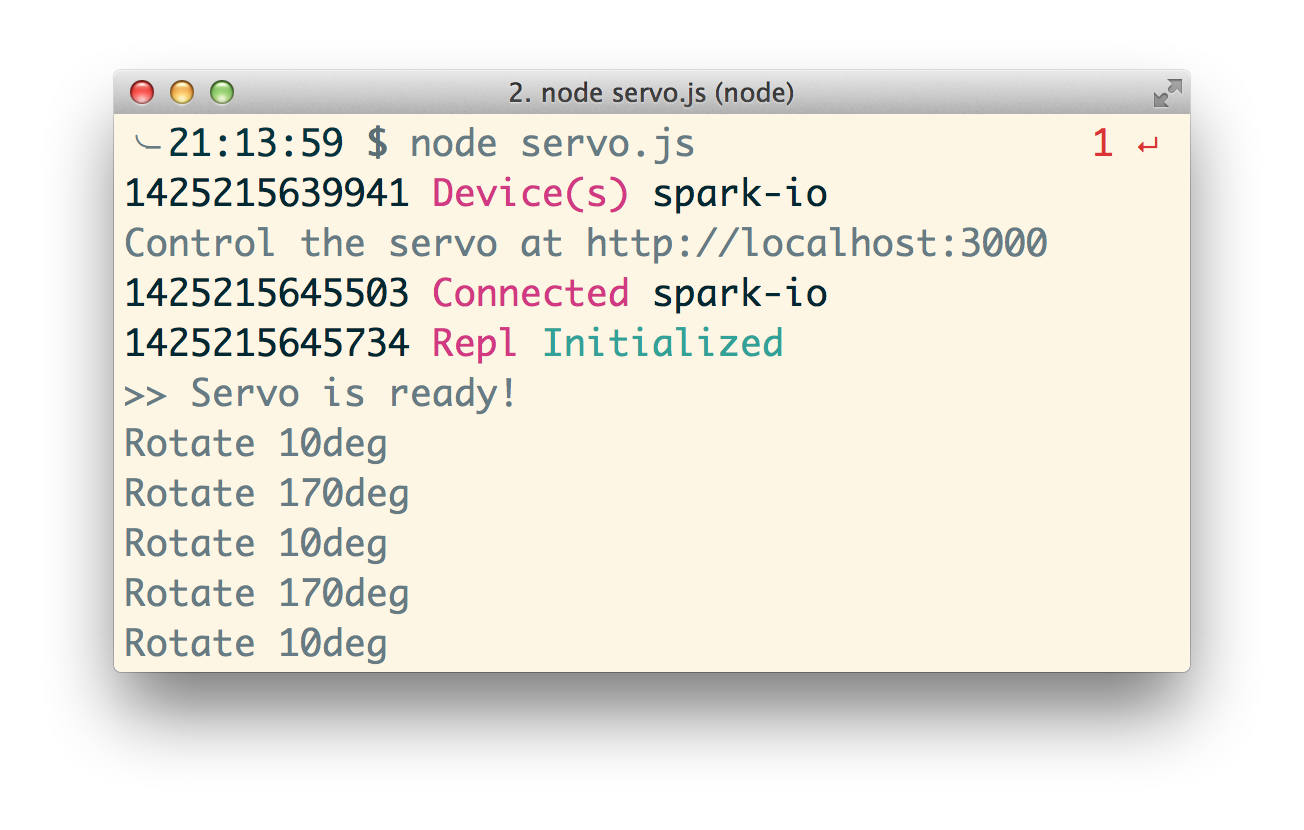 2. node servo.js (node)
21:13:59 $ node servo.js 1 ↵
1425215639941 Device(s) spark-io
Control the servo at http://localhost:3000
1425215645503 Connected spark-io
1425215645734 Repl Initialized
>> Servo is ready!
Rotate 10deg
Rotate 170deg
Rotate 10deg
Rotate 170deg
Rotate 10deg